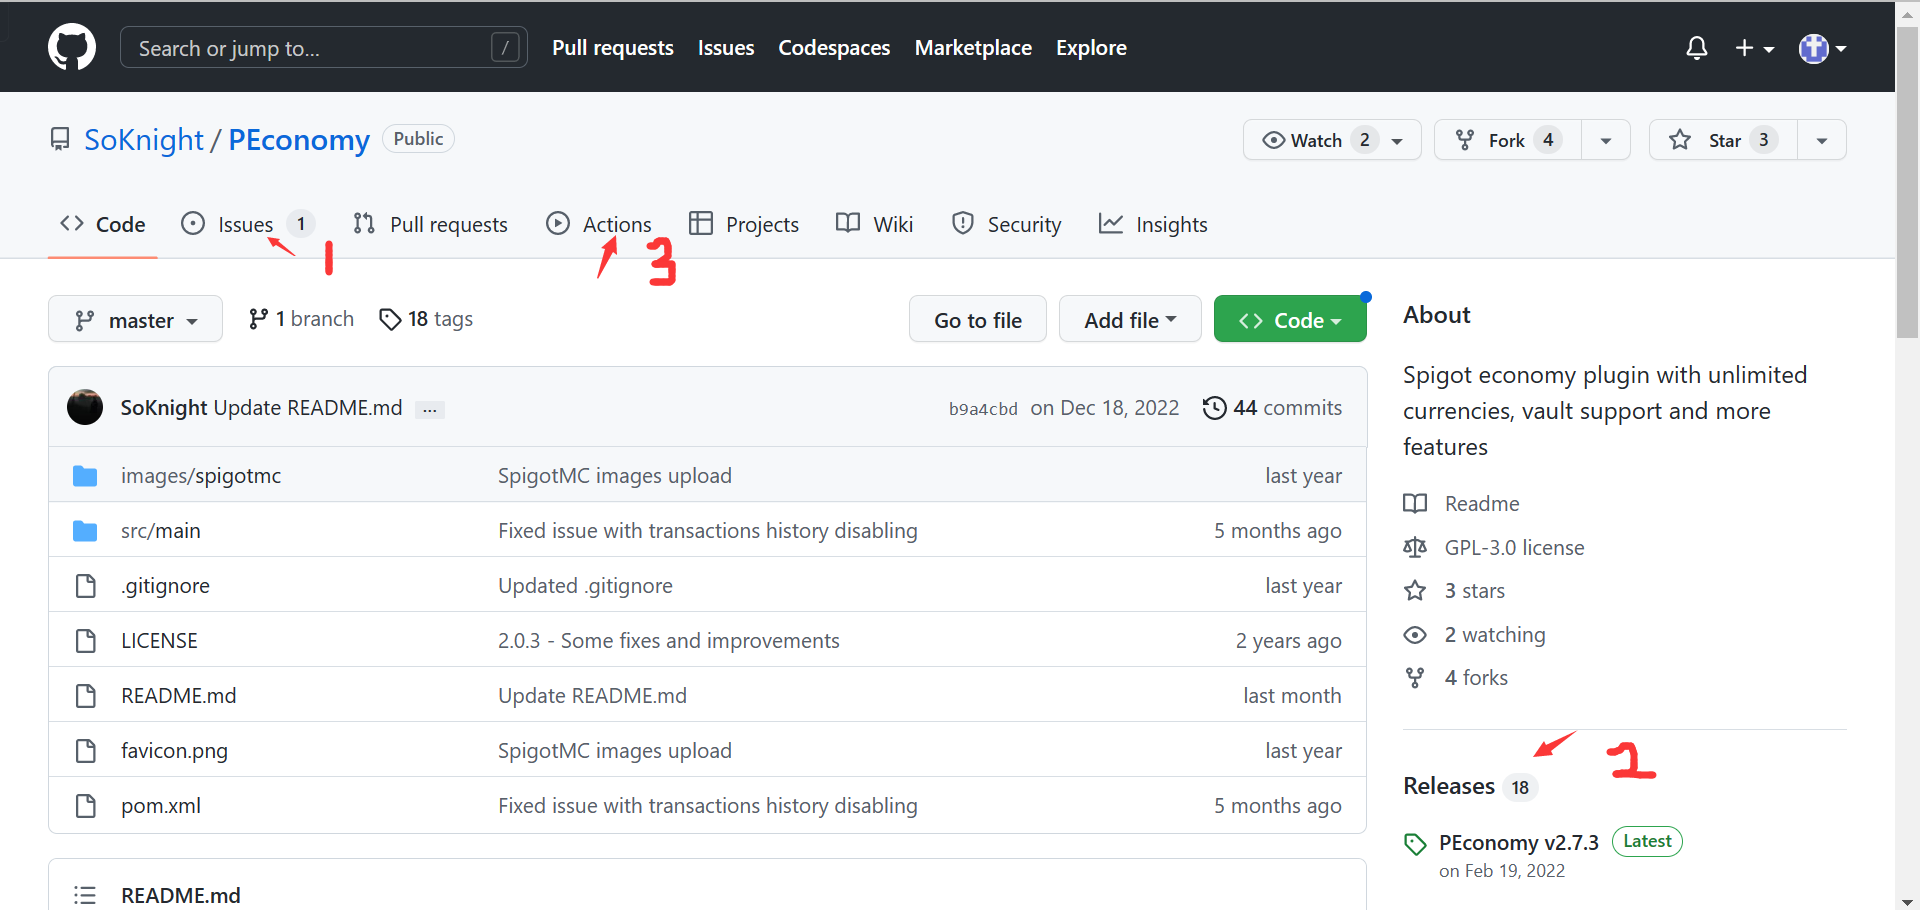 Search or jump to... /
Pull requests Issues Codespaces Marketplace Explore
SoKnight / PEconomy Public
Watch 2 Fork 4 Star 3
Code Issues 1 Pull requests Actions Projects Wiki Security Insights
1 3
master 1 branch 18 tags
Go to file Add file Code
SoKnight Update README.md ... b9a4cbd on Dec 18, 2022 44 commits
images/spigotmc SpigotMC images upload last year
src/main Fixed issue with transactions history disabling 5 months ago
.gitignore Updated .gitignore last year
LICENSE 2.0.3 - Some fixes and improvements 2 years ago
README.md Update README.md last month
favicon.png SpigotMC images upload last year
pom.xml Fixed issue with transactions history disabling 5 months ago
README.md
About
Spigot economy plugin with unlimited
currencies, vault support and more
features
Readme
GPL-3.0 license
3 stars
2 watching
4 forks
2
Releases 18
PEconomy v2.7.3 Latest
on Feb 19, 2022